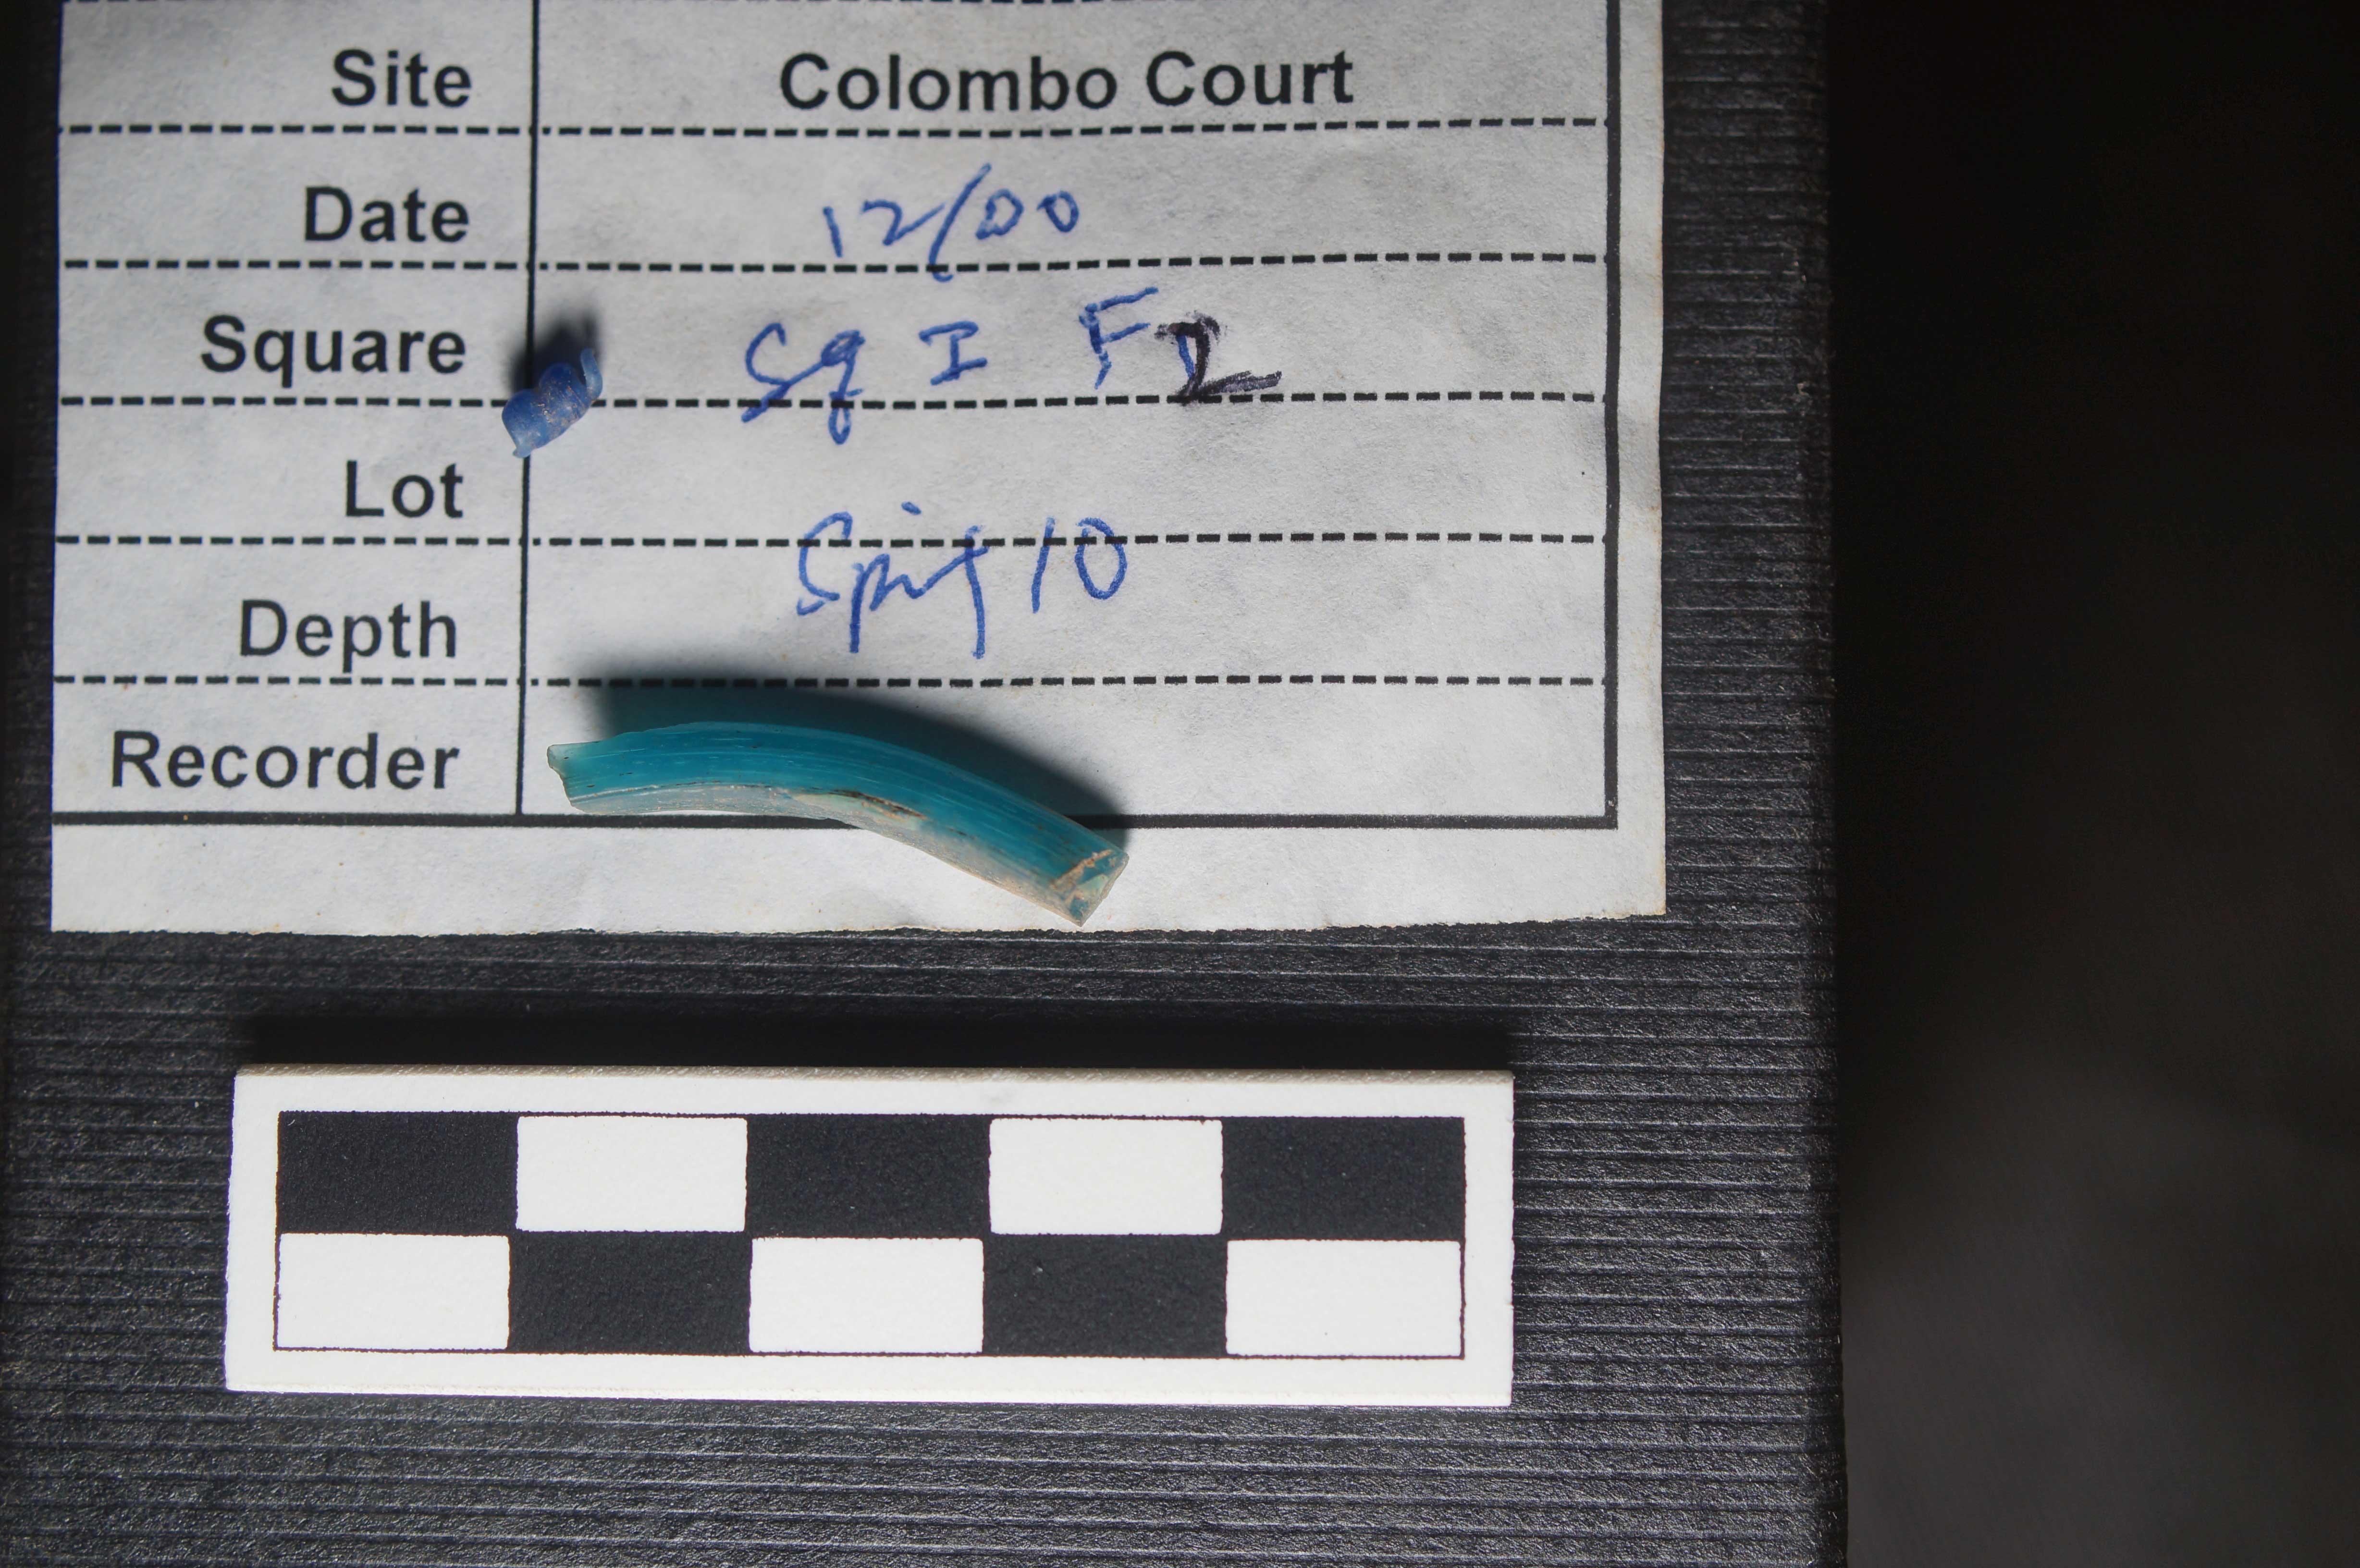 Site Colombo Court
Date 12/00
Square Sq I F2
Lot
Spit 10
Depth
Recorder